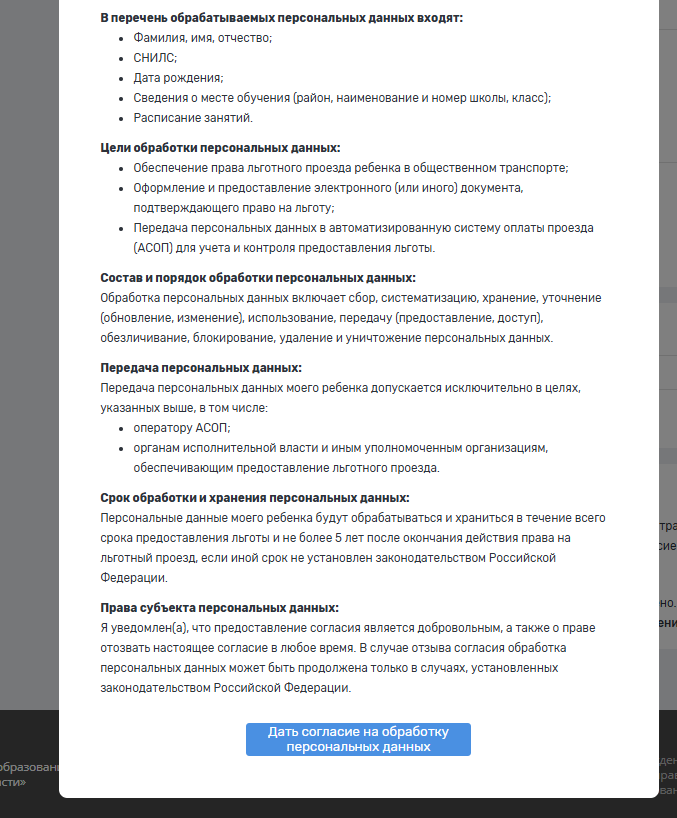 В перечень обрабатываемых персональных данных входят:
• Фамилия, имя, отчество;
• СНИЛС;
• Дата рождения;
• Сведения о месте обучения (район, наименование и номер школы, класс);
• Расписание занятий.
Цели обработки персональных данных:
• Обеспечение права льготного проезда ребенка в общественном транспорте;
• Оформление и предоставление электронного (или иного) документа,
подтверждающего право на льготу;
• Передача персональных данных в автоматизированную систему оплаты проезда
(АСОП) для учета и контроля предоставления льготы.
Состав и порядок обработки персональных данных:
Обработка персональных данных включает сбор, систематизацию, хранение, уточнение
(обновление, изменение), использование, передачу (предоставление, доступ),
обезличивание, блокирование, удаление и уничтожение персональных данных.
Передача персональных данных:
Передача персональных данных моего ребенка допускается исключительно в целях,
указанных выше, в том числе:
• оператору АСОП;
• органам исполнительной власти и иным уполномоченным организациям,
обеспечивающим предоставление льготного проезда.
Срок обработки и хранения персональных данных:
Персональные данные моего ребенка будут обрабатываться и храниться в течение всего
срока предоставления льготы и не более 5 лет после окончания действия права на
льготный проезд, если иной срок не установлен законодательством Российской
Федерации.
Права субъекта персональных данных:
Я уведомлен(а), что предоставление согласия является добровольным, а также о праве
отозвать настоящее согласие в любое время. В случае отзыва согласия обработка
персональных данных может быть продолжена только в случаях, установленных
законодательством Российской Федерации.
Дать согласие на обработку
персональных данных